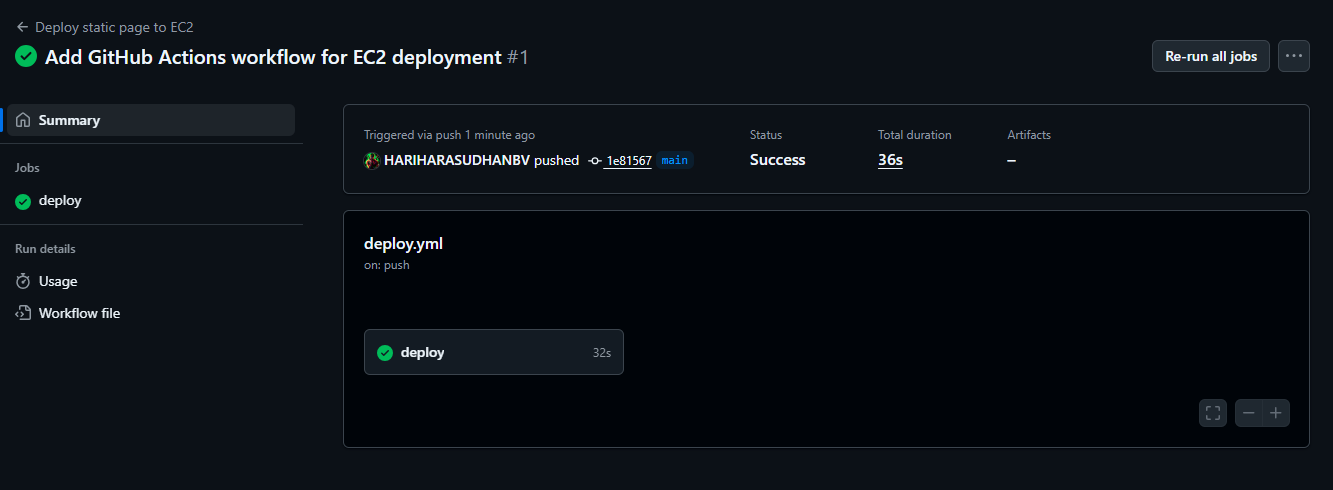 ← Deploy static page to EC2
Add GitHub Actions workflow for EC2 deployment #1
Re-run all jobs
Summary
Jobs
deploy
Run details
Usage
Workflow file
Triggered via push 1 minute ago
HARIHARASUDHANBV pushed 1e81567 main
Status
Success
Total duration
36s
Artifacts
–
deploy.yml
on: push
deploy 32s